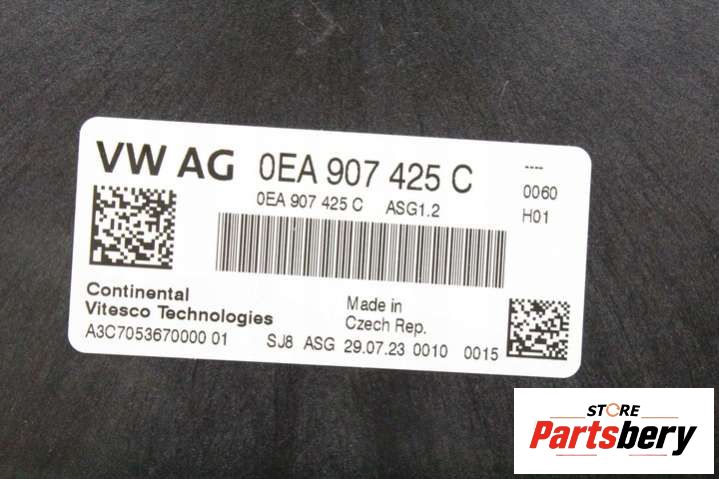 VW AG 0EA 907 425 C ----
0EA 907 425 C ASG1.2 0060
H01
Continental
Vitesco Technologies
Made in
Czech Rep.
A3C7053670000 01 SJ8 ASG 29.07.23 0010 0015
STORE
Partsbery